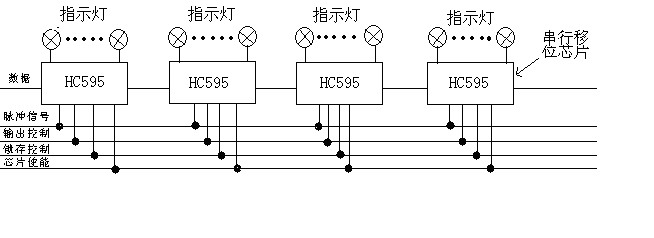 指示灯
指示灯
指示灯
指示灯
串行移
位芯片
数据
HC595
HC595
HC595
HC595
脉冲信号
输出控制
锁存控制
芯片使能